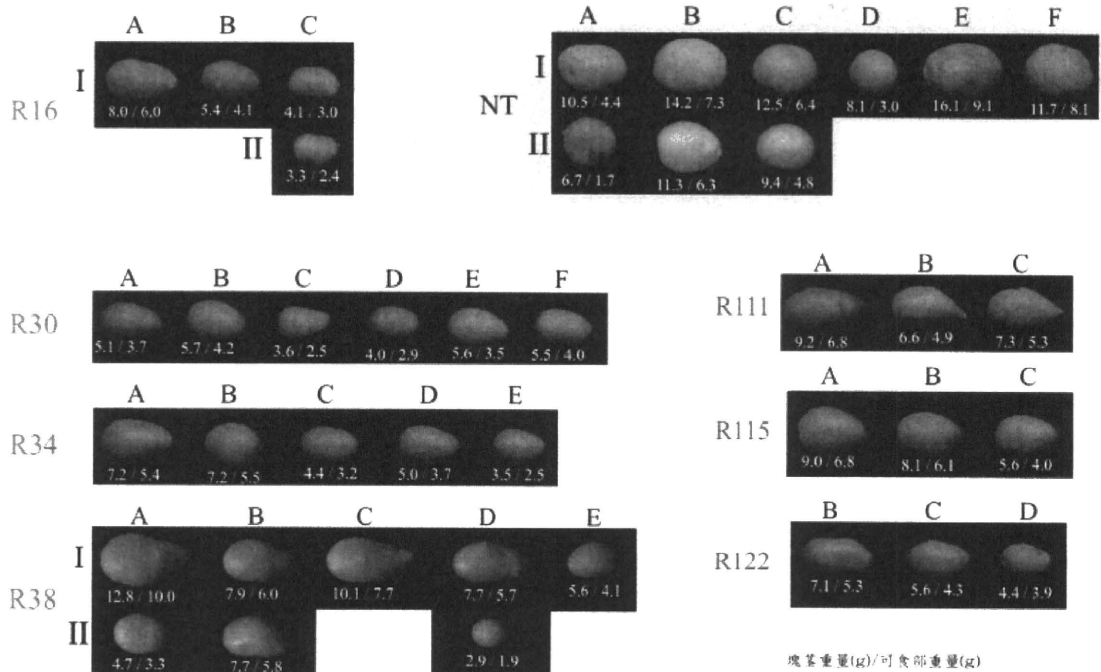 A B C
R16 I
8.0 / 6.0 5.4 / 4.1 4.1 / 3.0
II
3.3 / 2.4
A B C D E F
NT I
10.5 / 4.4 14.2 / 7.3 12.5 / 6.4 8.1 / 3.0 16.1 / 9.1 11.7 / 8.1
II
6.7 / 1.7 11.3 / 6.3 9.4 / 4.8
A B C D E F
R30
5.1 / 3.7 5.7 / 4.2 3.6 / 2.5 4.0 / 2.9 5.6 / 3.5 5.5 / 4.0
A B C D E
R34
7.2 / 5.4 7.2 / 5.5 4.4 / 3.2 5.0 / 3.7 3.5 / 2.5
A B C D E
R38 I
12.8 / 10.0 7.9 / 6.0 10.1 / 7.7 7.7 / 5.7 5.6 / 4.1
II
4.7 / 3.3 7.7 / 5.8 2.9 / 1.9
A B C
R111
9.2 / 6.8 6.6 / 4.9 7.3 / 5.3
A B C
R115
9.0 / 6.8 8.1 / 6.1 5.6 / 4.0
B C D
R122
7.1 / 5.3 5.6 / 4.3 4.4 / 3.9
塊莖重量(g)/可食部重量(g)